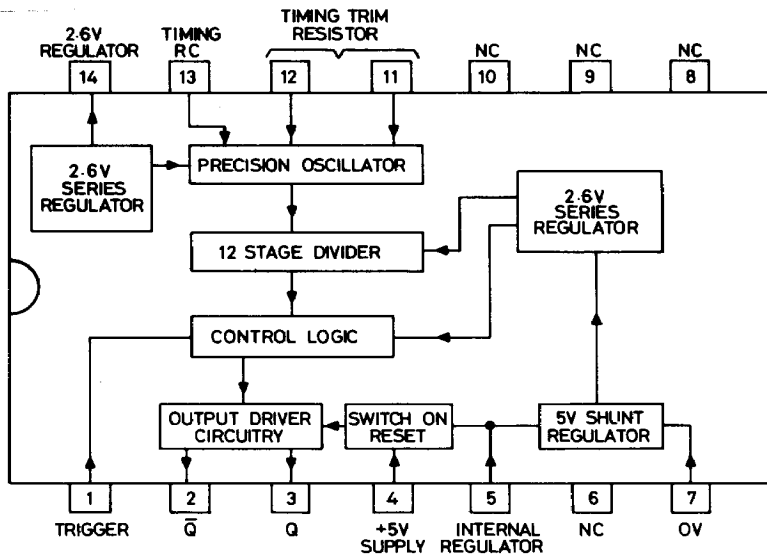 TIMING TRIM
RESISTOR
2·6V
REGULATOR
TIMING
RC
NC
NC
NC
14
13
12
11
10
9
8
2·6V
SERIES
REGULATOR
PRECISION OSCILLATOR
2·6V
SERIES
REGULATOR
12 STAGE DIVIDER
CONTROL LOGIC
OUTPUT DRIVER
CIRCUITRY
SWITCH ON
RESET
5V SHUNT
REGULATOR
1
2
3
4
5
6
7
TRIGGER
Q̅
Q
+5V
SUPPLY
INTERNAL
REGULATOR
NC
OV